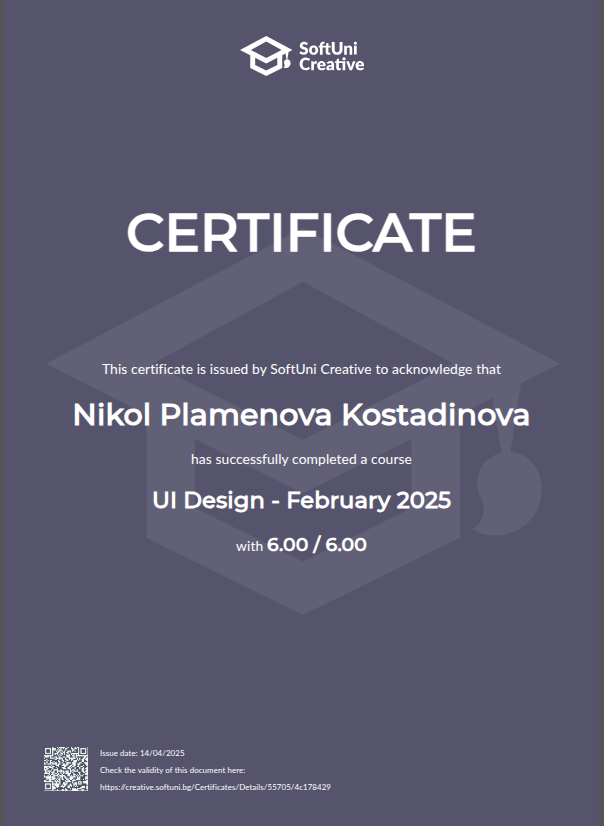 SoftUni
Creative
CERTIFICATE
This certificate is issued by SoftUni Creative to acknowledge that
Nikol Plamenova Kostadinova
has successfully completed a course
UI Design - February 2025
with 6.00 / 6.00
Issue date: 14/04/2025
Check the validity of this document here:
https://creative.softuni.bg/Certificates/Details/55705/4c178429